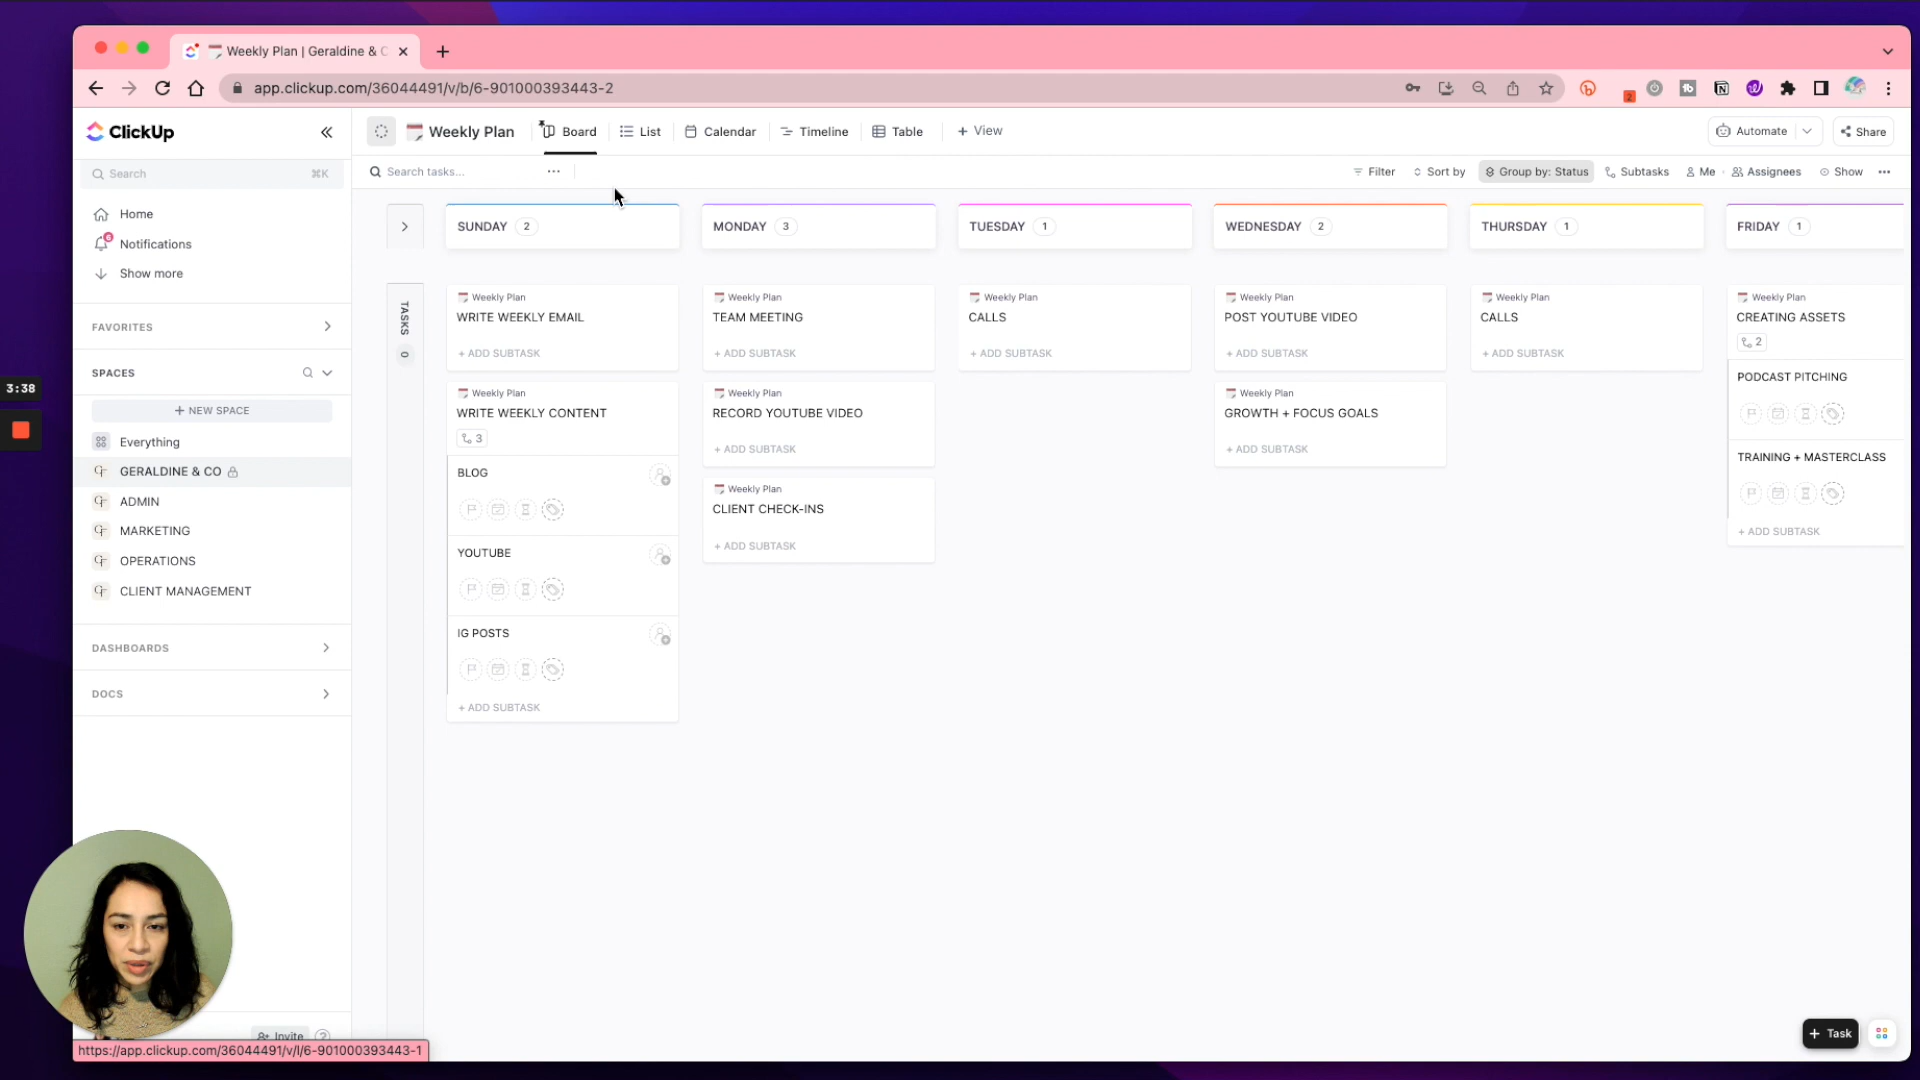 Weekly Plan | Geraldine & C
app.clickup.com/36044491/v/b/6-901000393443-2
2
ClickUp
Weekly Plan
Board
List
Calendar
Timeline
Table
+ View
Automate
Share
Search
⌘K
Search tasks...
Filter
Sort by
Group by: Status
Subtasks
Me
Assignees
Show
Home
6
Notifications
Show more
FAVORITES
SPACES
+ NEW SPACE
Everything
GERALDINE & CO
ADMIN
MARKETING
OPERATIONS
CLIENT MANAGEMENT
DASHBOARDS
DOCS
Invite
3:38
TASKS 0
SUNDAY 2
Weekly Plan
WRITE WEEKLY EMAIL
+ ADD SUBTASK
Weekly Plan
WRITE WEEKLY CONTENT
3
BLOG
YOUTUBE
IG POSTS
+ ADD SUBTASK
MONDAY 3
Weekly Plan
TEAM MEETING
+ ADD SUBTASK
Weekly Plan
RECORD YOUTUBE VIDEO
+ ADD SUBTASK
Weekly Plan
CLIENT CHECK-INS
+ ADD SUBTASK
TUESDAY 1
Weekly Plan
CALLS
+ ADD SUBTASK
WEDNESDAY 2
Weekly Plan
POST YOUTUBE VIDEO
+ ADD SUBTASK
Weekly Plan
GROWTH + FOCUS GOALS
+ ADD SUBTASK
THURSDAY 1
Weekly Plan
CALLS
+ ADD SUBTASK
FRIDAY 1
Weekly Plan
CREATING ASSETS
2
PODCAST PITCHING
TRAINING + MASTERCLASS
+ ADD SUBTASK
+ Task
https://app.clickup.com/36044491/v/l/6-901000393443-1